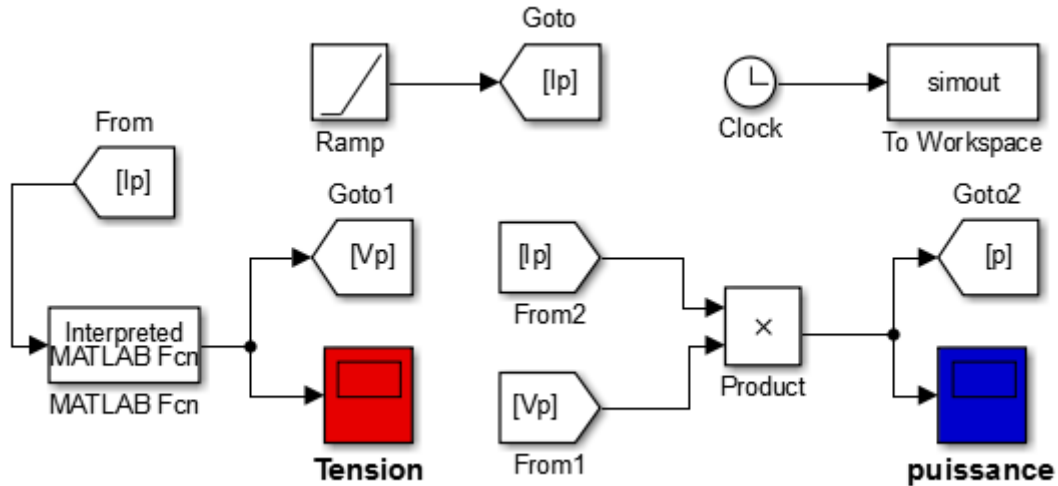 Goto
[Ip]
Ramp
simout
Clock
To Workspace
From
[Ip]
Goto1
[Vp]
Interpreted
MATLAB Fcn
MATLAB Fcn
Tension
[Ip]
From2
[Vp]
From1
×
Product
Goto2
[p]
puissance